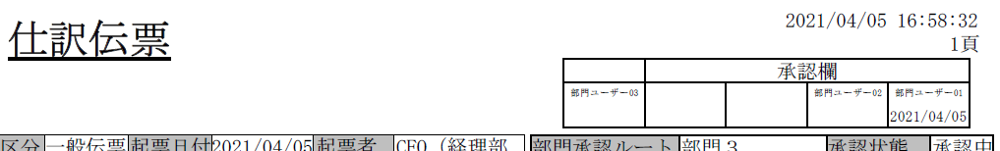 2021/04/05 16:58:32
仕訳伝票
1頁
承認欄
部門ユーザー03 部門ユーザー02 部門ユーザー01
2021/04/05
区分 一般伝票 起票日付 2021/04/05 起票者 CFO (経理部 部門承認ルート 部門3 承認状態 承認中